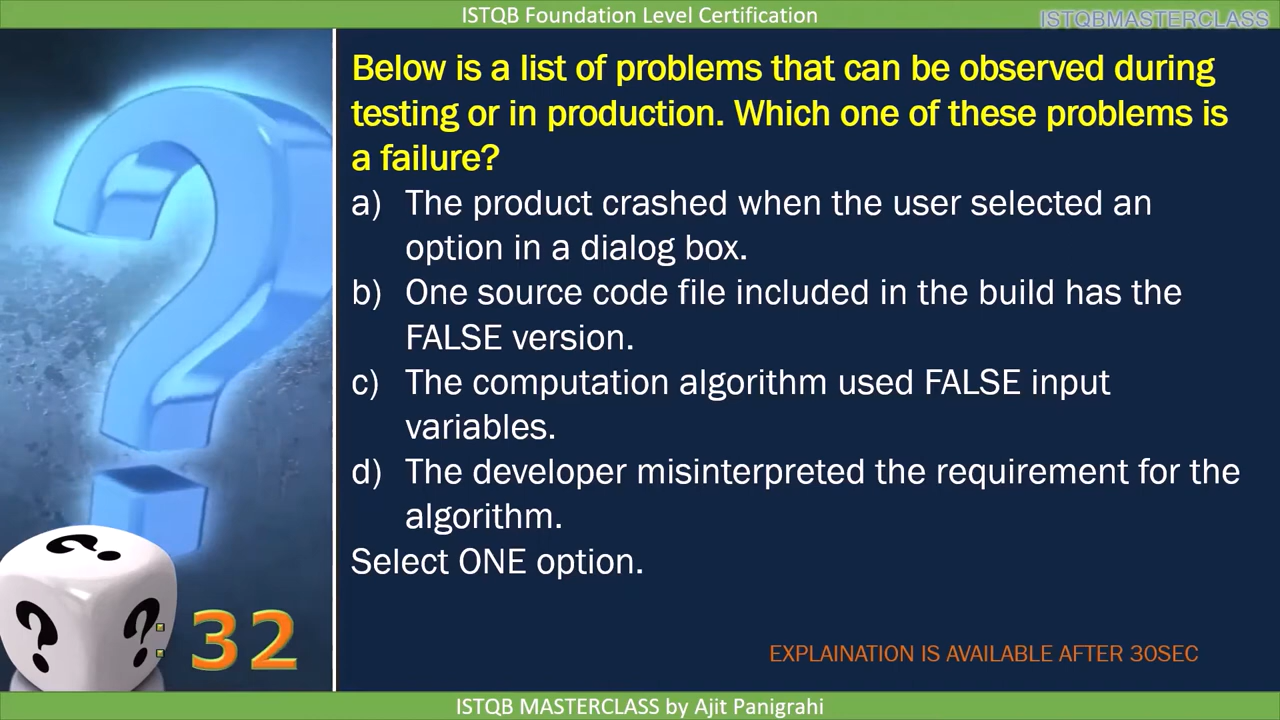 ISTQB Foundation Level Certification
ISTQBMASTERCLASS
Below is a list of problems that can be observed during
testing or in production. Which one of these problems is
a failure?
a) The product crashed when the user selected an
option in a dialog box.
b) One source code file included in the build has the
FALSE version.
c) The computation algorithm used FALSE input
variables.
d) The developer misinterpreted the requirement for the
algorithm.
Select ONE option.
? ? ?
:32
EXPLAINATION IS AVAILABLE AFTER 30SEC
ISTQB MASTERCLASS by Ajit Panigrahi